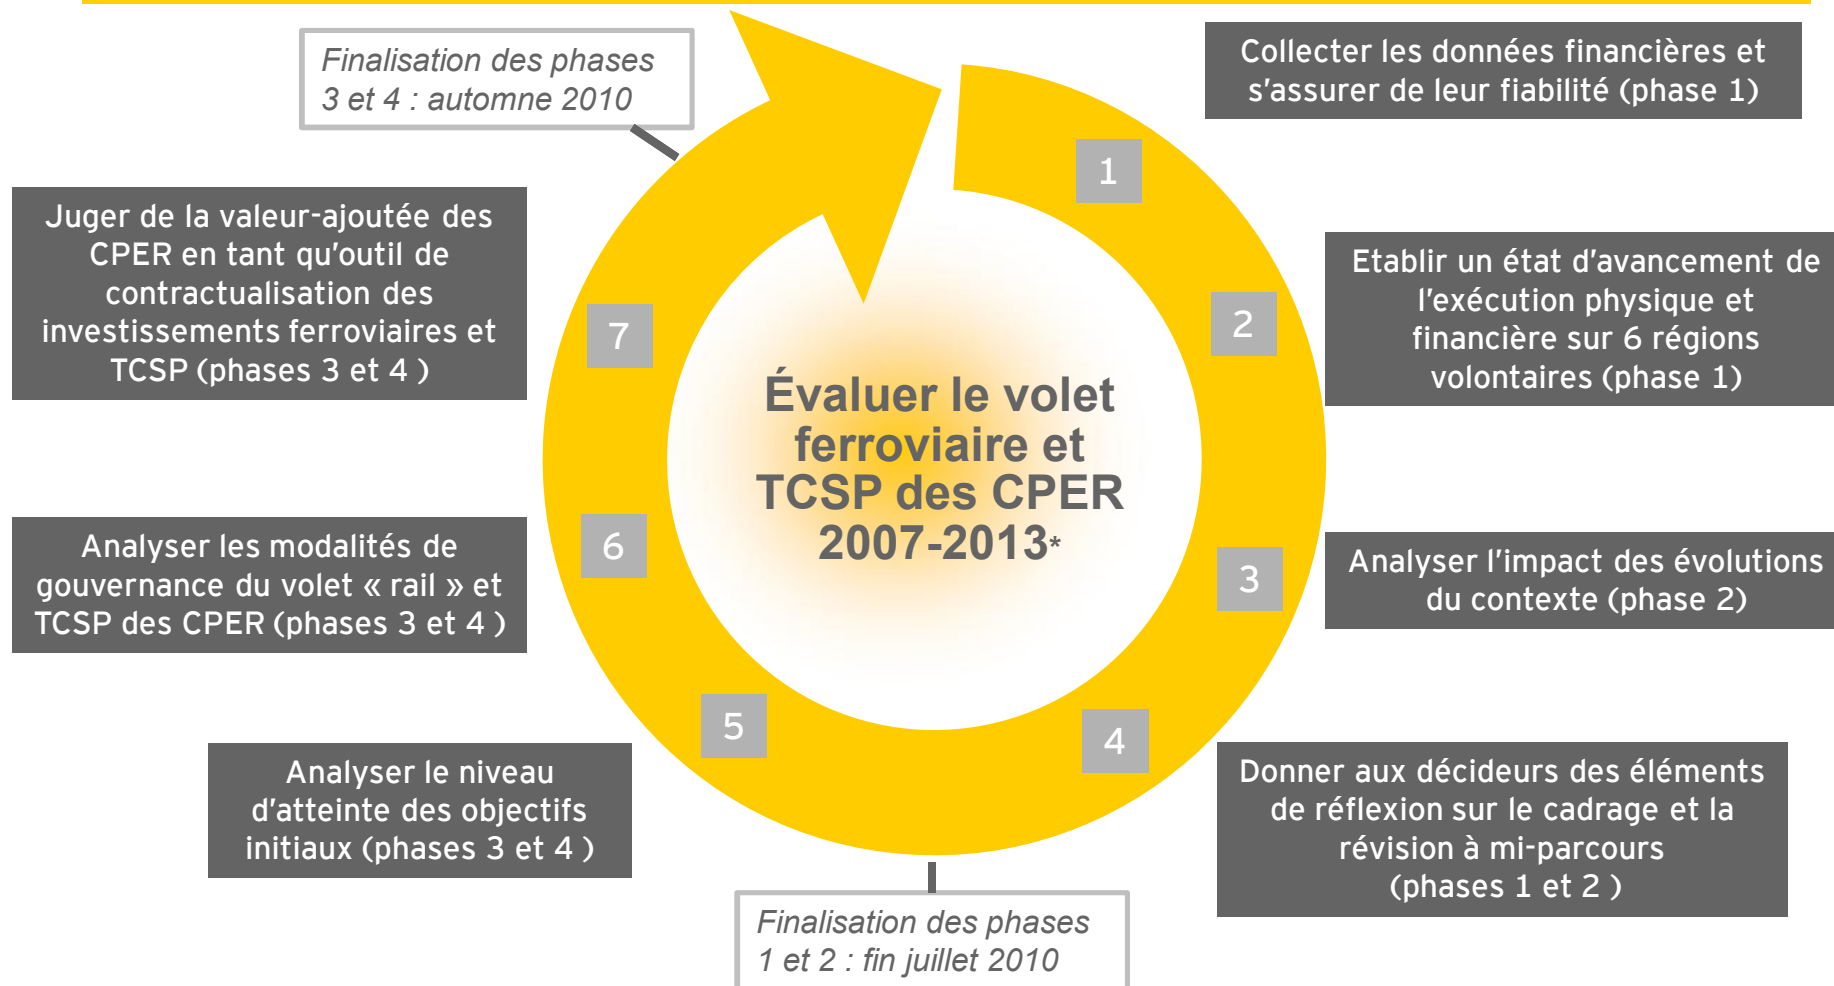 Finalisation des phases
3 et 4 : automne 2010
Collecter les données financières et
s'assurer de leur fiabilité (phase 1)
1
Etablir un état d'avancement de
l'exécution physique et
financière sur 6 régions
volontaires (phase 1)
2
Analyser l'impact des évolutions
du contexte (phase 2)
3
Donner aux décideurs des éléments
de réflexion sur le cadrage et la
révision à mi-parcours
(phases 1 et 2 )
4
Finalisation des phases
1 et 2 : fin juillet 2010
5
Analyser le niveau
d'atteinte des objectifs
initiaux (phases 3 et 4 )
6
Analyser les modalités de
gouvernance du volet « rail » et
TCSP des CPER (phases 3 et 4 )
7
Juger de la valeur-ajoutée des
CPER en tant qu'outil de
contractualisation des
investissements ferroviaires et
TCSP (phases 3 et 4 )
Évaluer le volet
ferroviaire et
TCSP des CPER
2007-2013*